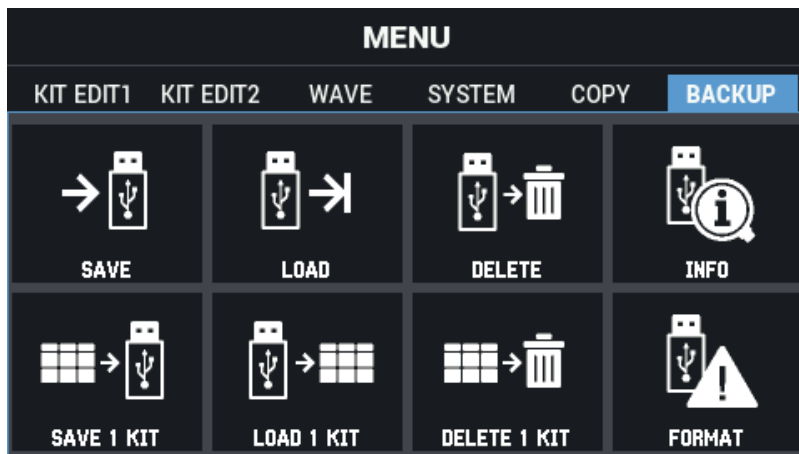 MENU
KIT EDIT1 KIT EDIT2 WAVE SYSTEM COPY BACKUP
SAVE LOAD DELETE INFO
SAVE 1 KIT LOAD 1 KIT DELETE 1 KIT FORMAT